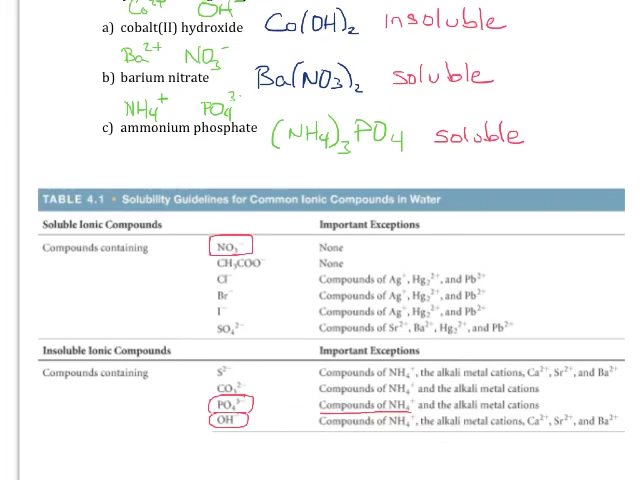 Co2+ OH-
a) cobalt(II) hydroxide Co(OH)2 insoluble
Ba2+ NO3-
b) barium nitrate Ba(NO3)2 soluble
NH4+ PO43-
c) ammonium phosphate (NH4)3PO4 soluble
TABLE 4.1 • Solubility Guidelines for Common Ionic Compounds in Water
Soluble Ionic Compounds Important Exceptions
Compounds containing NO3− None
CH3COO− None
Cl− Compounds of Ag+, Hg22+, and Pb2+
Br− Compounds of Ag+, Hg22+, and Pb2+
I− Compounds of Ag+, Hg22+, and Pb2+
SO42− Compounds of Sr2+, Ba2+, Hg22+, and Pb2+
Insoluble Ionic Compounds Important Exceptions
Compounds containing S2− Compounds of NH4+, the alkali metal cations, Ca2+, Sr2+, and Ba2+
CO32− Compounds of NH4+ and the alkali metal cations
PO43− Compounds of NH4+ and the alkali metal cations
OH− Compounds of NH4+, the alkali metal cations, Ca2+, Sr2+, and Ba2+